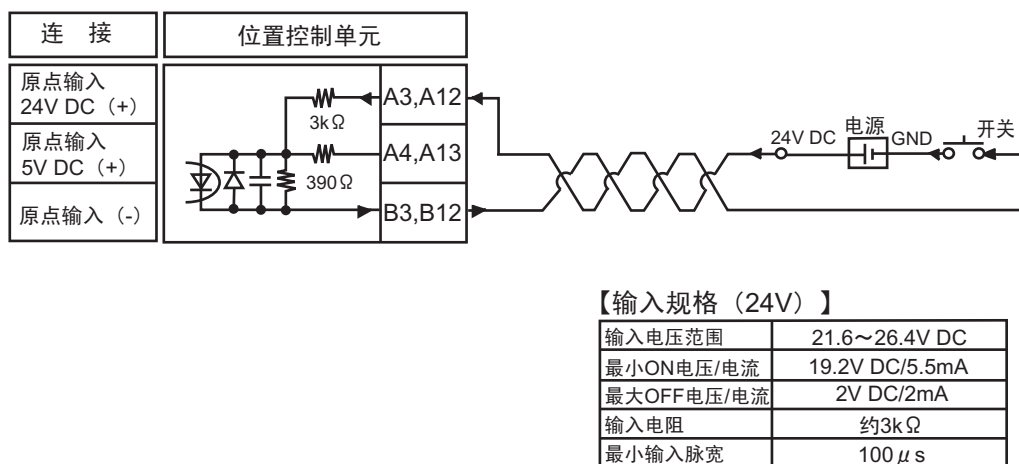 连 接
位置控制单元
原点输入
24V DC（+）
3kΩ
A3,A12
原点输入
5V DC（+）
390Ω
A4,A13
原点输入（-）
B3,B12
24V DC
电源
GND
开关
【输入规格（24V）】
输入电压范围
21.6～26.4V DC
最小ON电压/电流
19.2V DC/5.5mA
最大OFF电压/电流
2V DC/2mA
输入电阻
约3kΩ
最小输入脉宽
100μs